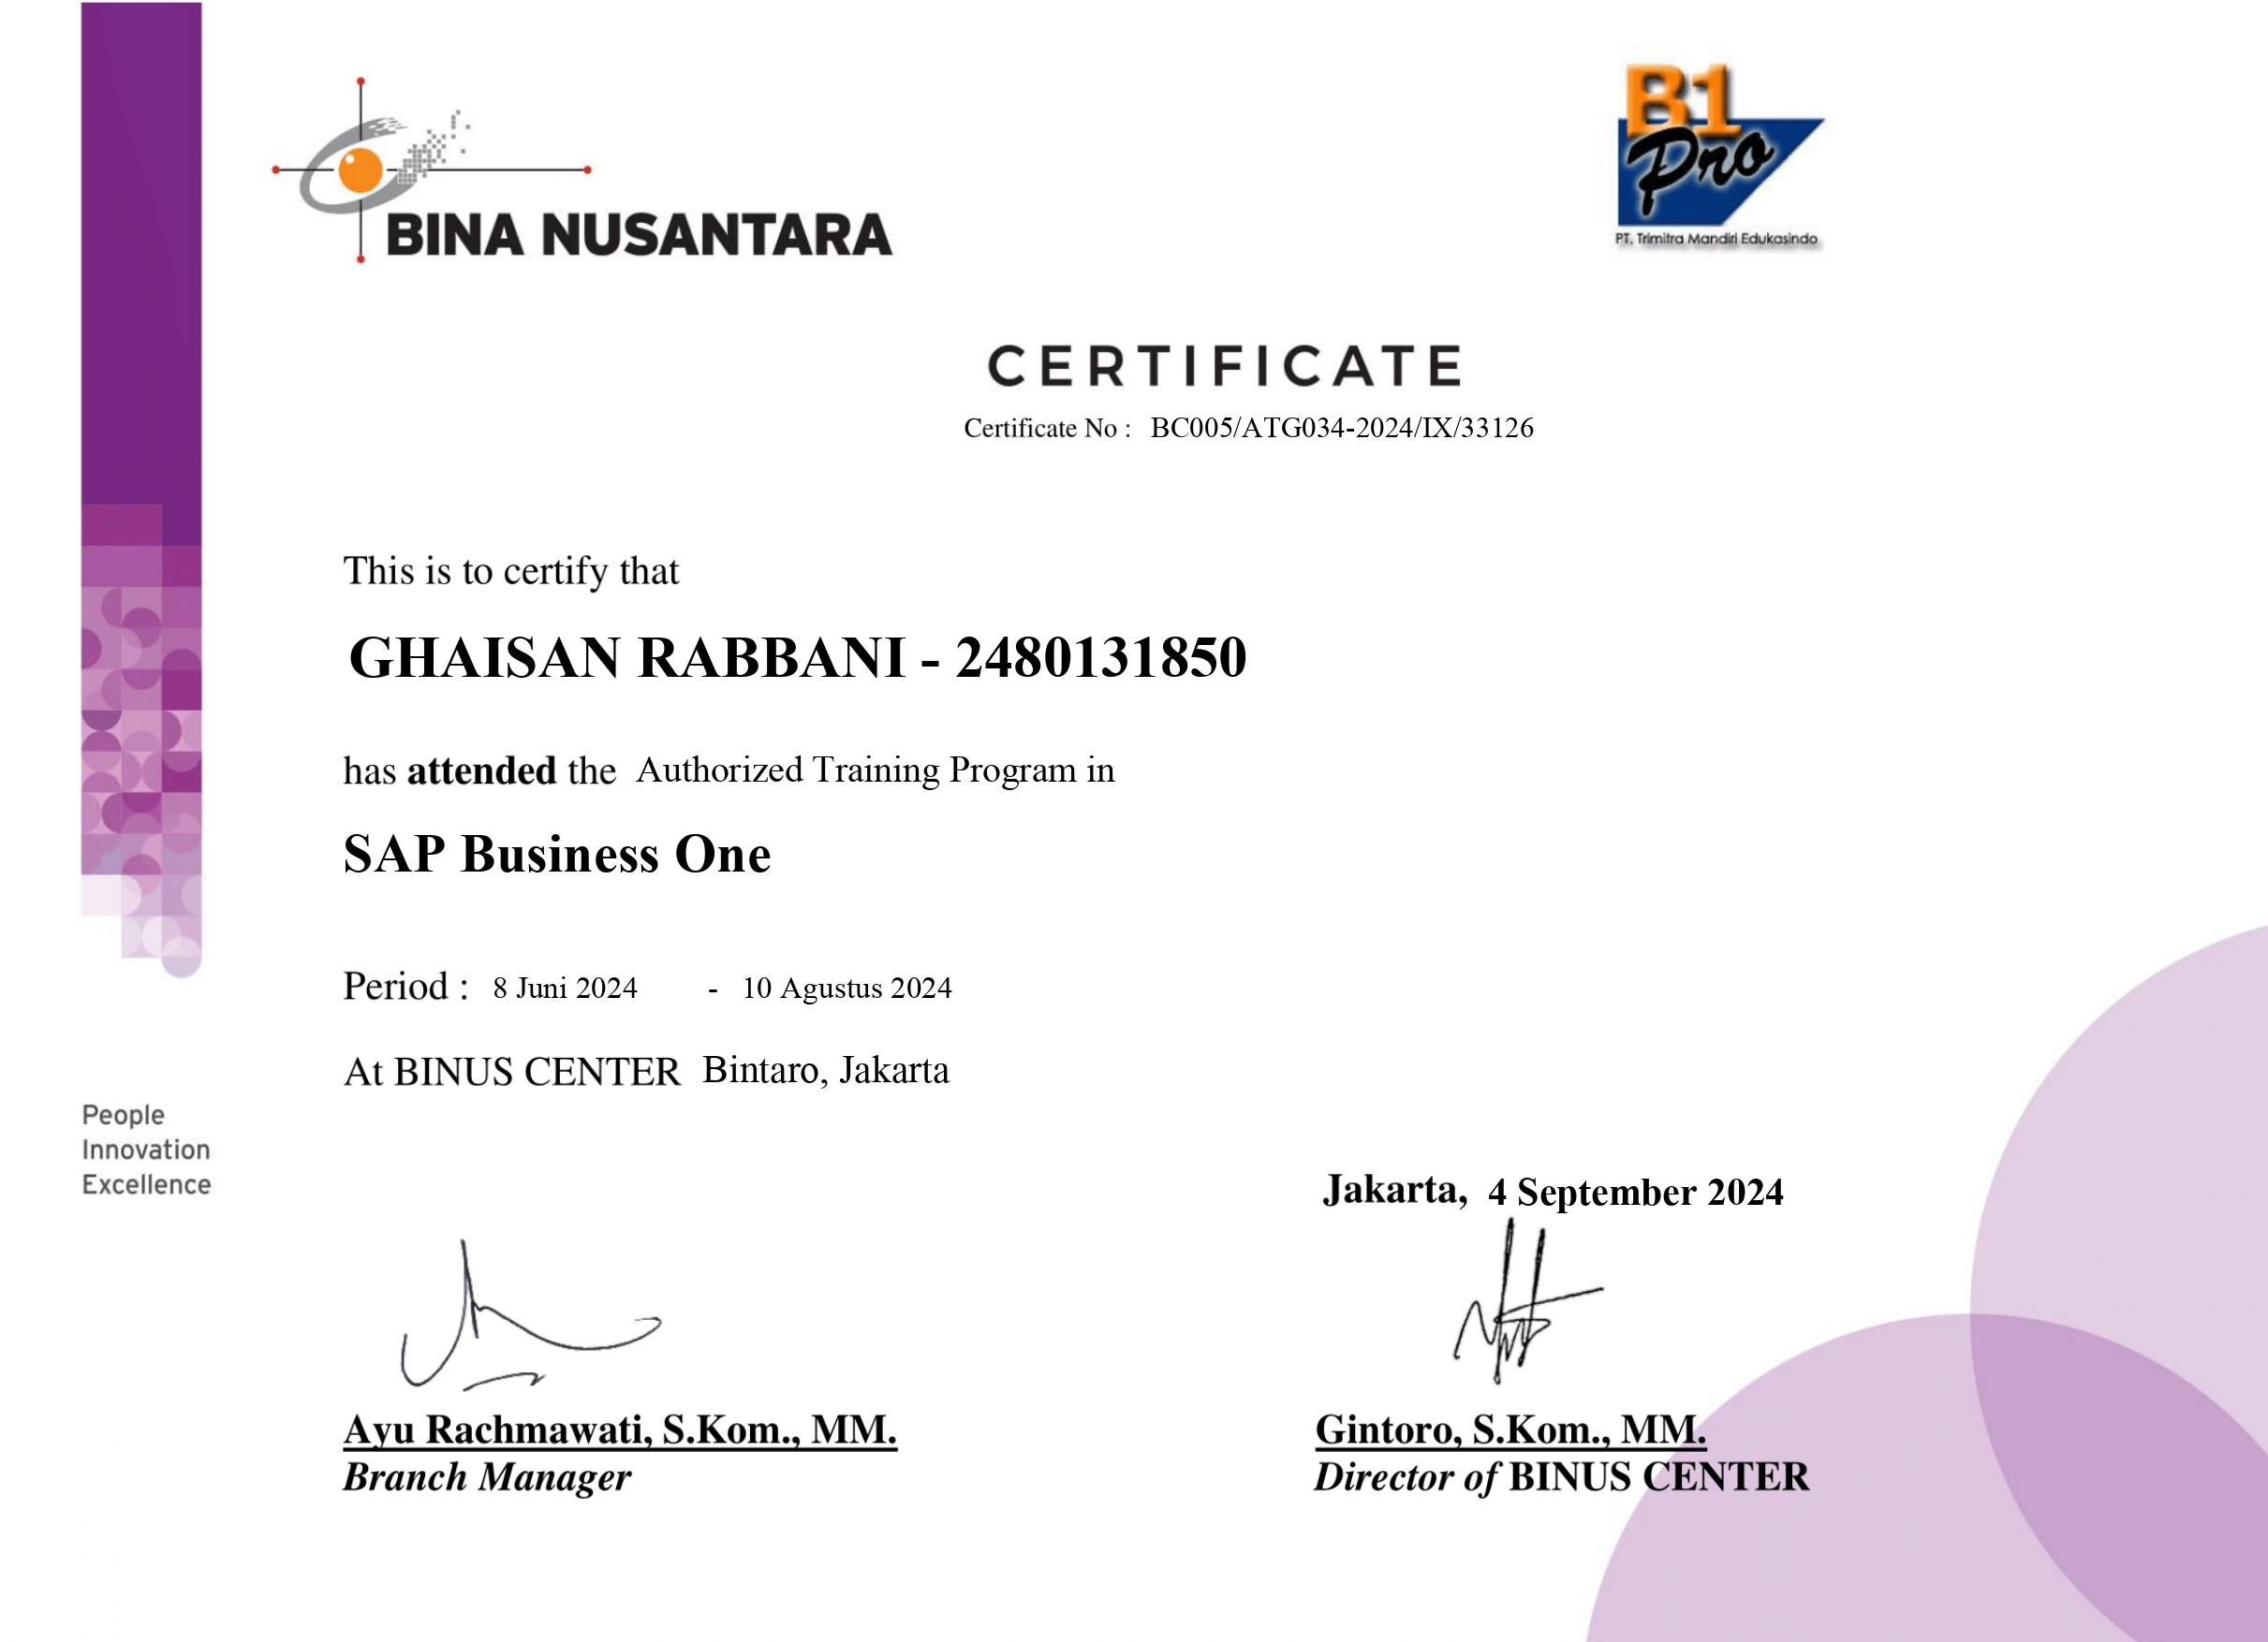 BINA NUSANTARA
B1
Pro
PT. Trimitra Mandiri Edukasindo
CERTIFICATE
Certificate No : BC005/ATG034-2024/IX/33126
This is to certify that
GHAISAN RABBANI - 2480131850
has attended the Authorized Training Program in
SAP Business One
Period : 8 Juni 2024 - 10 Agustus 2024
At BINUS CENTER Bintaro, Jakarta
People
Innovation
Excellence
Jakarta, 4 September 2024
Ayu Rachmawati, S.Kom., MM.
Branch Manager
Gintoro, S.Kom., MM.
Director of BINUS CENTER